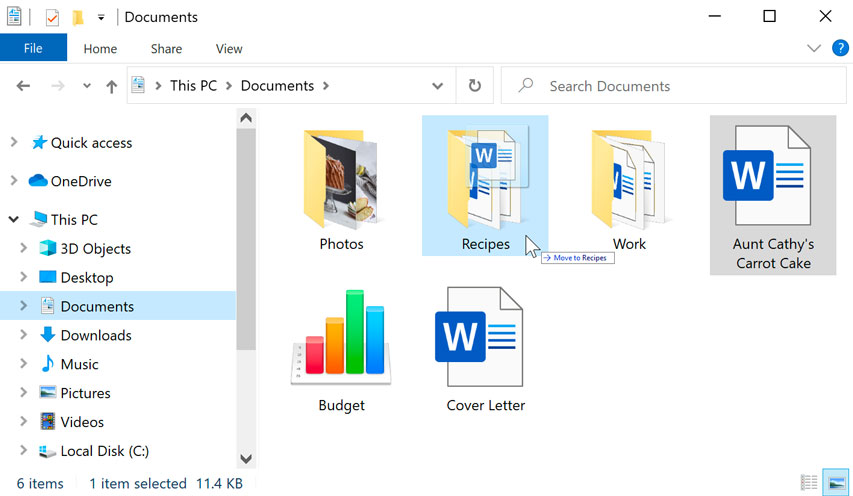 Documents
File Home Share View
This PC Documents
Search Documents
Quick access
OneDrive
This PC
3D Objects
Desktop
Documents
Downloads
Music
Pictures
Videos
Local Disk (C:)
Photos
Recipes
Work
Aunt Cathy's
Carrot Cake
→ Move to Recipes
Budget
Cover Letter
W
W
W
6 items 1 item selected 11.4 KB